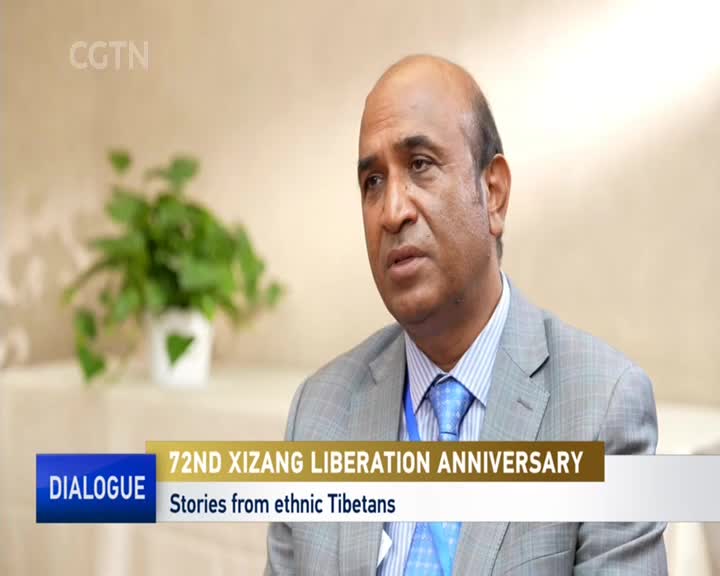 CGTN
72ND XIZANG LIBERATION ANNIVERSARY
DIALOGUE
Stories from ethnic Tibetans